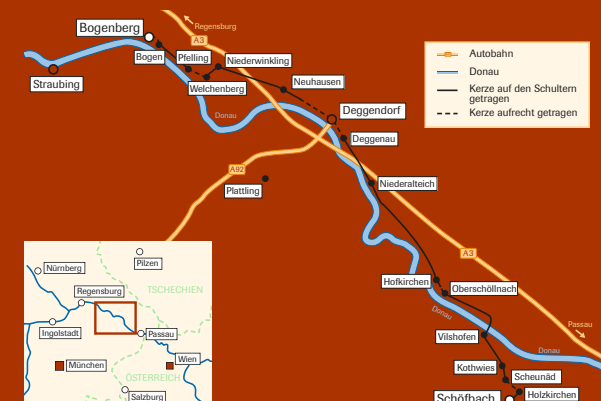 Regensburg
Bogenberg
A3
Bogen
Pfelling
Niederwinkling
Straubing
Welchenberg
Neuhausen
Donau
Deggendorf
Deggenau
A92
Plattling
Niederalteich
Autobahn
Donau
Kerze auf den Schultern
getragen
Kerze aufrecht getragen
A3
Hofkirchen
Oberschöllnach
Donau
Passau
Vilshofen
Donau
Kothwies
Scheunäd
Holzkirchen
Schöfbach
Nürnberg
Pilzen
TSCHECHIEN
Regensburg
Ingolstadt
Passau
München
Wien
ÖSTERREICH
Salzburg